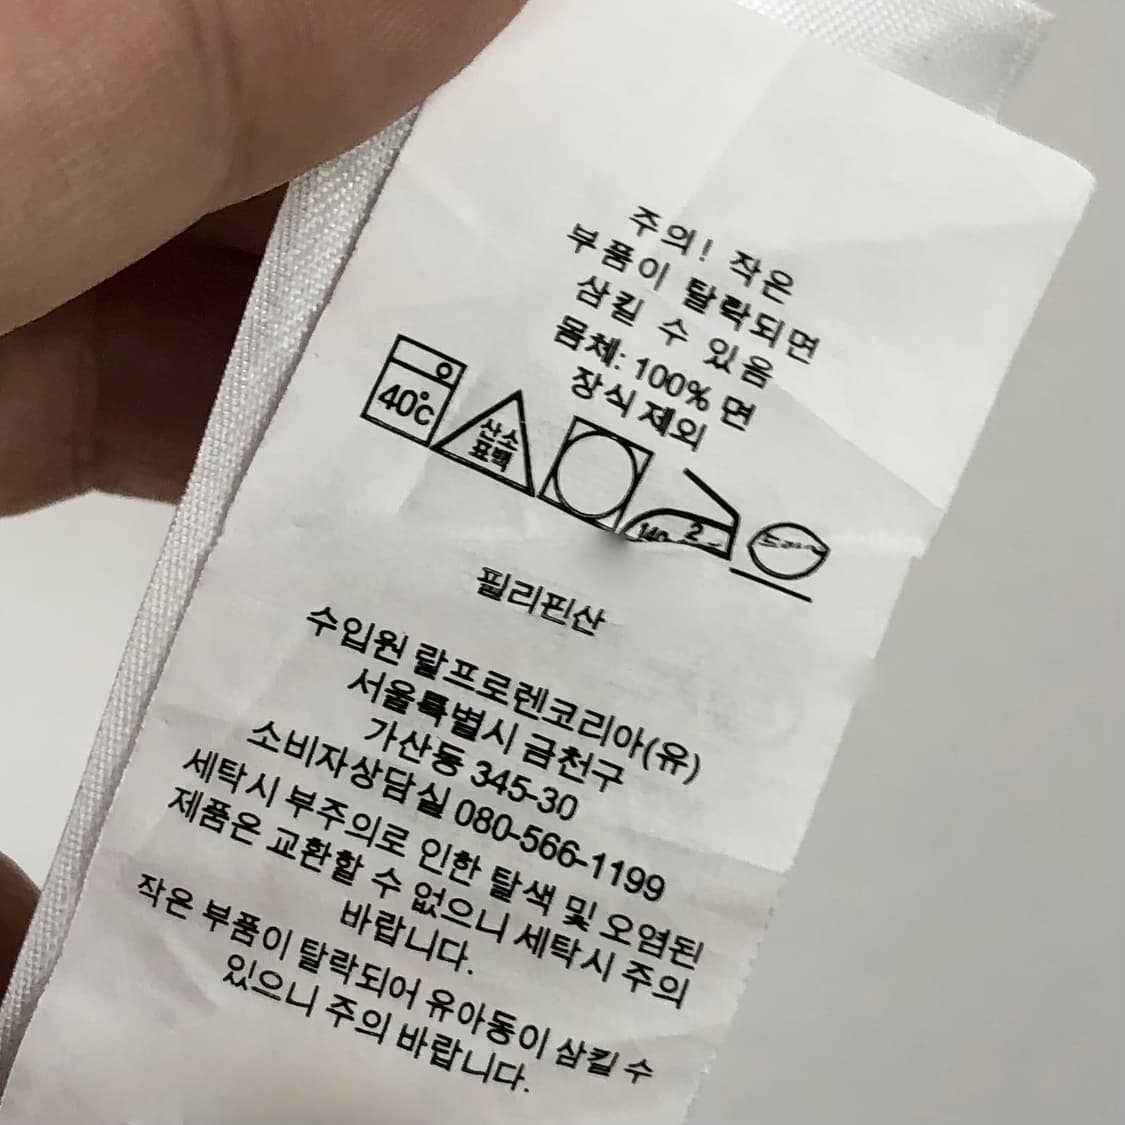 주의! 작은
부품이 탈락되면
삼킬 수 있음
몸체: 100% 면
장식 제외
40°C
산소
표백
140 2
필리핀산
수입원 랄프로렌코리아(유)
서울특별시 금천구
가산동 345-30
소비자상담실 080-566-1199
세탁시 부주의로 인한 탈색 및 오염된
제품은 교환할 수 없으니 세탁시 주의
바랍니다.
작은 부품이 탈락되어 유아동이 삼킬 수
있으니 주의 바랍니다.